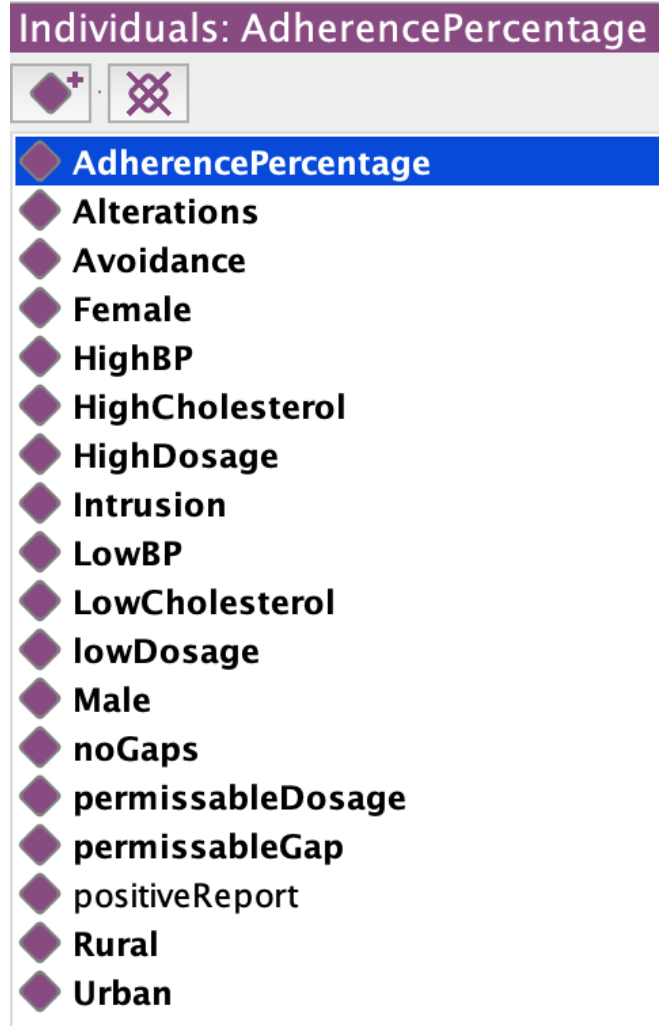 Individuals: AdherencePercentage
AdherencePercentage
Alterations
Avoidance
Female
HighBP
HighCholesterol
HighDosage
Intrusion
LowBP
LowCholesterol
lowDosage
Male
noGaps
permissableDosage
permissableGap
positiveReport
Rural
Urban